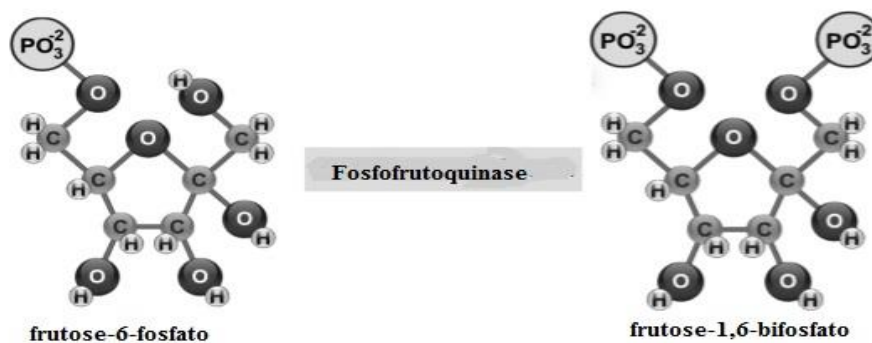 PO₃⁻² PO₃⁻² PO₃⁻²
H
O O O O
H H H H
C O C C O C
H H H H
C C C C
H H
O O
C C C C
H H H H H H
O O O O
H H H H
Fosfofrutoquinase
frutose-6-fosfato
frutose-1,6-bifosfato